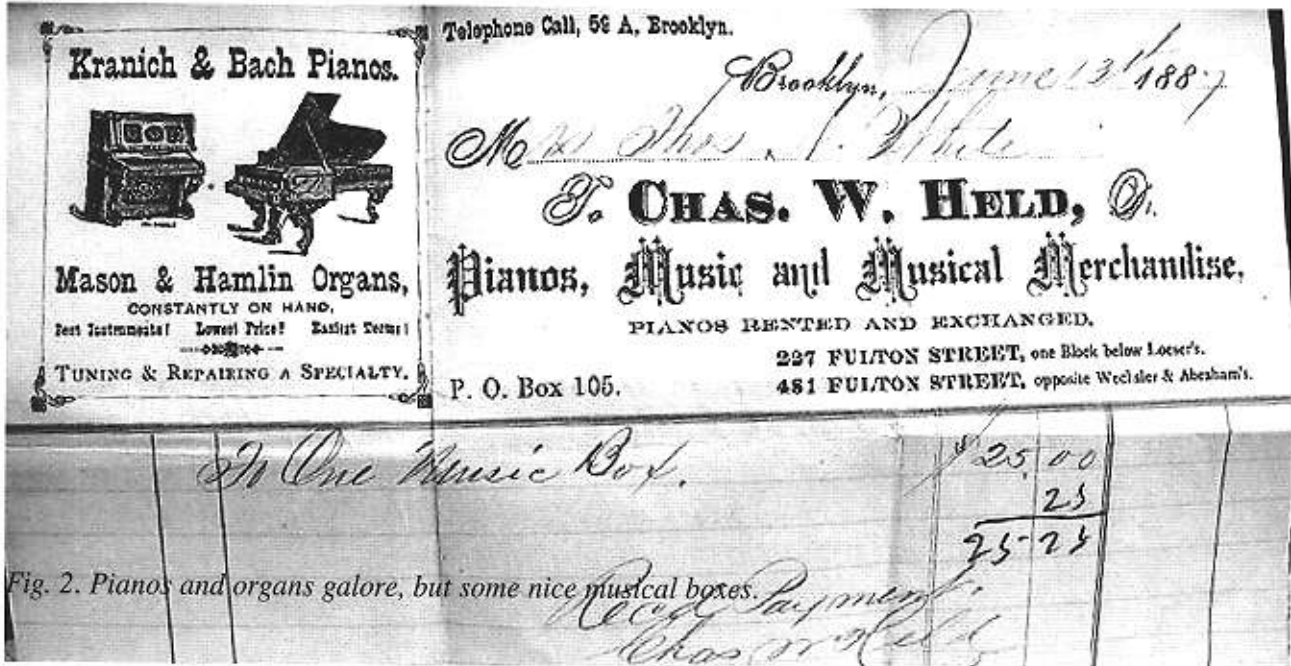 Kranich & Bach Pianos.
Mason & Hamlin Organs,
CONSTANTLY ON HAND,
Best Instruments! Lowest Price! Easiest Terms!
TUNING & REPAIRING A SPECIALTY.
Telephone Call, 59 A, Brooklyn.
Brooklyn, June 13th 1887
Mrs Thos. White
To CHAS. W. HELD, Dr.
Pianos, Music and Musical Merchandise,
PIANOS RENTED AND EXCHANGED.
227 FULTON STREET, one Block below Loeser's.
P. O. Box 105.
481 FULTON STREET, opposite Wechsler & Abraham's.
To One Music Box. $25 00
25
25 25
Fig. 2. Pianos and organs galore, but some nice musical boxes.
Recd Payment.
Chas W Held